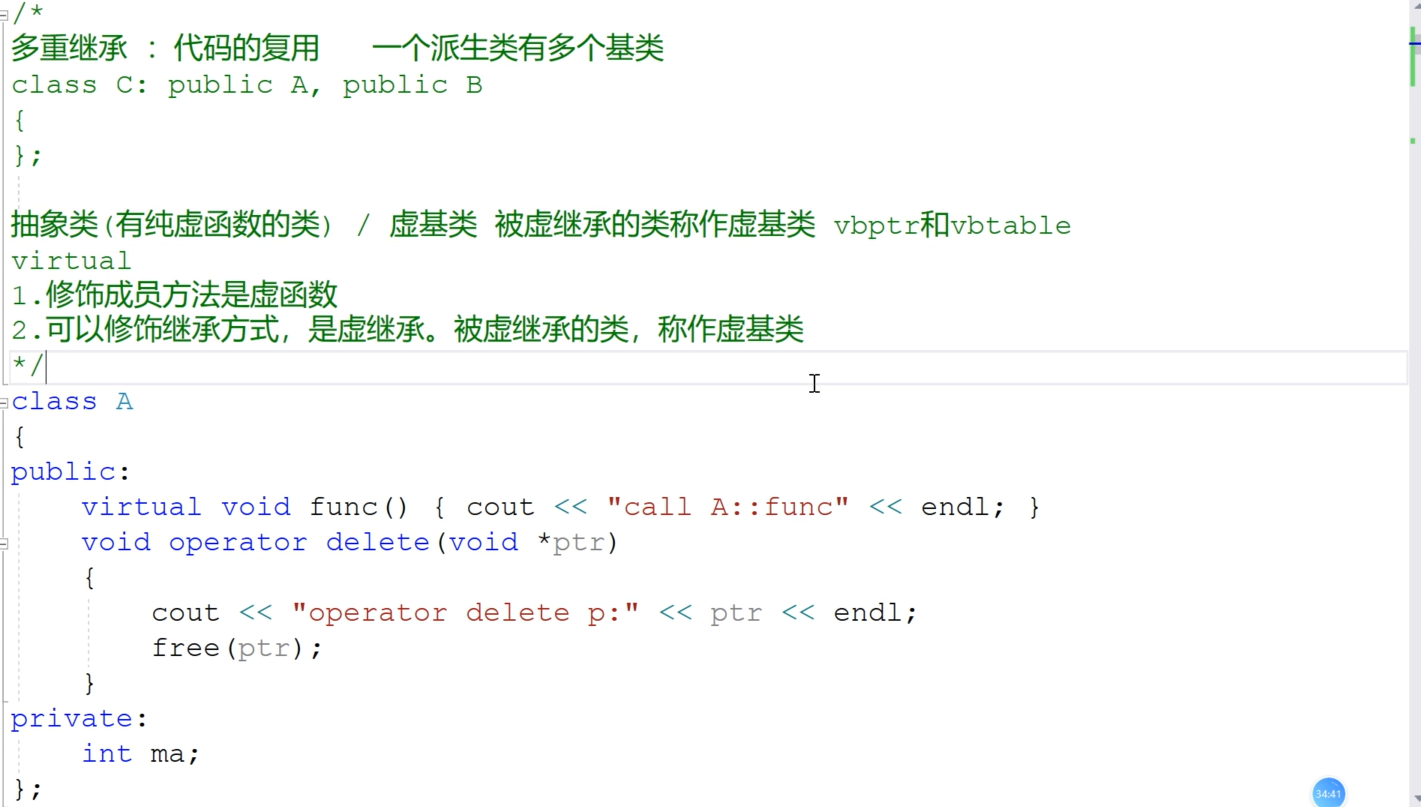 /*
多重继承 : 代码的复用   一个派生类有多个基类
class C: public A, public B
{
};
抽象类(有纯虚函数的类) / 虚基类 被虚继承的类称作虚基类 vbptr和vbtable
virtual
1.修饰成员方法是虚函数
2.可以修饰继承方式，是虚继承。被虚继承的类，称作虚基类
*/
class A
{
public:
    virtual void func() { cout << "call A::func" << endl; }
    void operator delete(void *ptr)
    {
        cout << "operator delete p:" << ptr << endl;
        free(ptr);
    }
private:
    int ma;
};
34:41